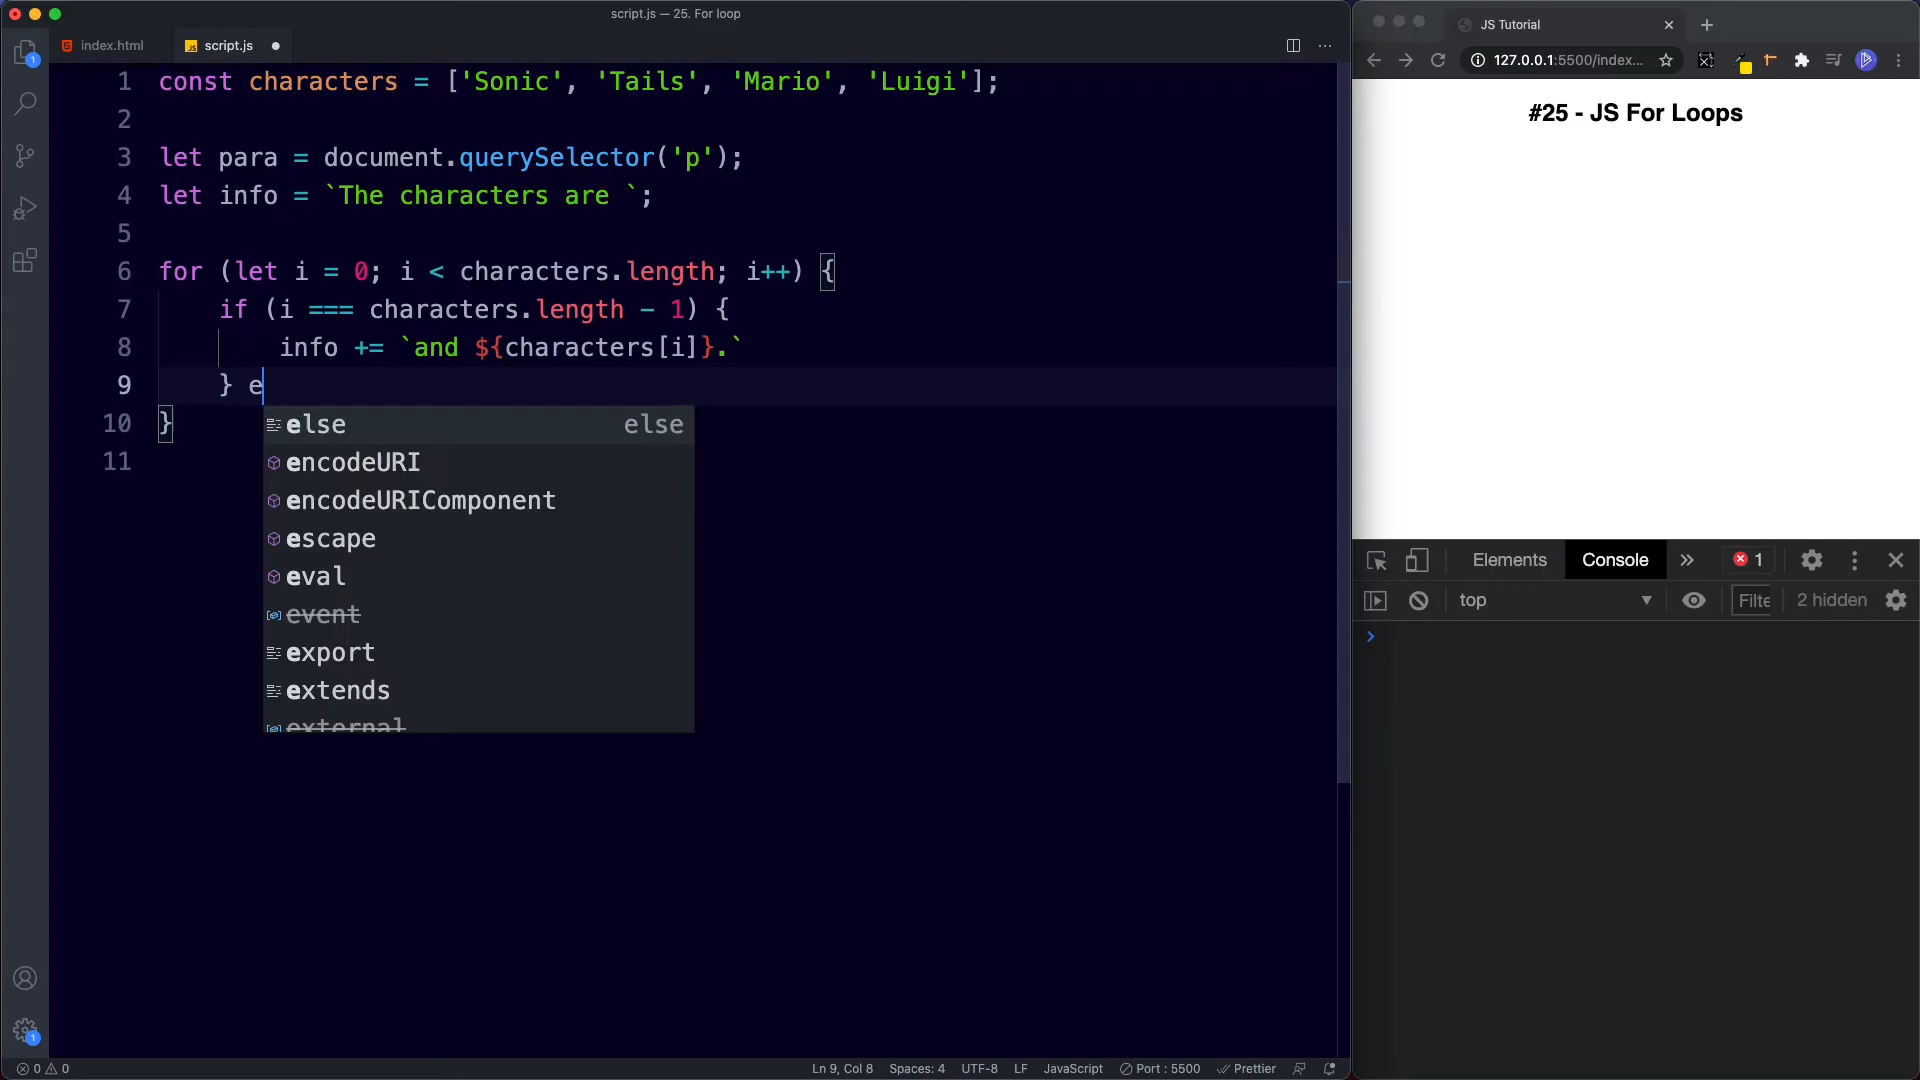 script.js — 25. For loop
index.html
script.js
1 const characters = ['Sonic', 'Tails', 'Mario', 'Luigi'];
2
3 let para = document.querySelector('p');
4 let info = `The characters are `;
5
6 for (let i = 0; i < characters.length; i++) {
7 if (i === characters.length - 1) {
8 info += `and ${characters[i]}.`
9 } e
10 }
11
else else
encodeURI
encodeURIComponent
escape
eval
event
export
extends
external
1
1
0 0
Ln 9, Col 8 Spaces: 4 UTF-8 LF JavaScript Port : 5500 Prettier
JS Tutorial
127.0.0.1:5500/index...
#25 - JS For Loops
Elements Console » 1
top Filte 2 hidden